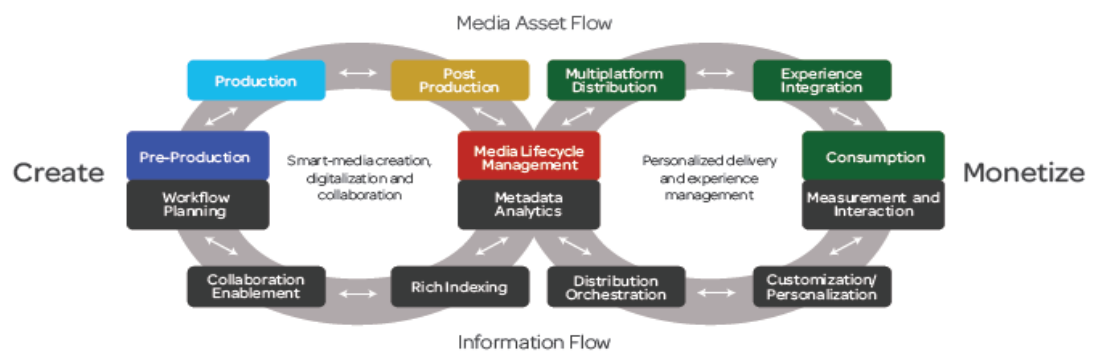 Media Asset Flow
Production
Post
Production
Multiplatform
Distribution
Experience
Integration
Create
Pre-Production
Workflow
Planning
Smart-media creation,
digitalization and
collaboration
Media Lifecycle
Management
Metadata
Analytics
Personalized delivery
and experience
management
Consumption
Measurement and
Interaction
Monetize
Collaboration
Enablement
Rich Indexing
Distribution
Orchestration
Customization/
Personalization
Information Flow